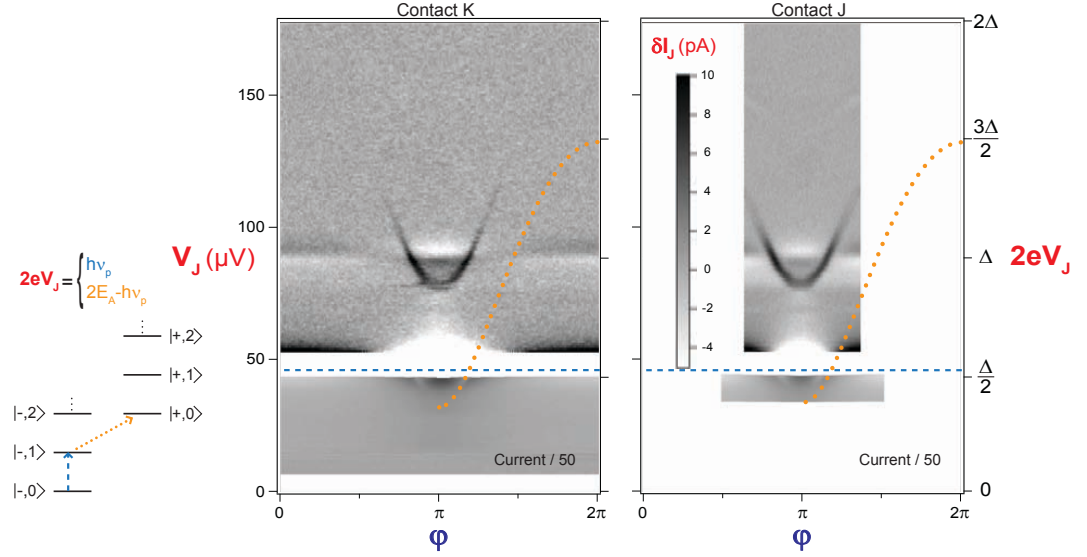 Contact K
Contact J
2Δ
δI_J (pA)
10
8
6
4
2
0
-2
-4
150
3Δ/2
100
V_J (µV)
Δ
2eV_J
2eV_J = { hν_p
2E_A-hν_p
⋮
|+,2⟩
|+,1⟩
50
Δ/2
|-,2⟩
⋮
|+,0⟩
|-,1⟩
Current / 50
Current / 50
|-,0⟩
0
0
0
π
2π
0
π
2π
φ
φ